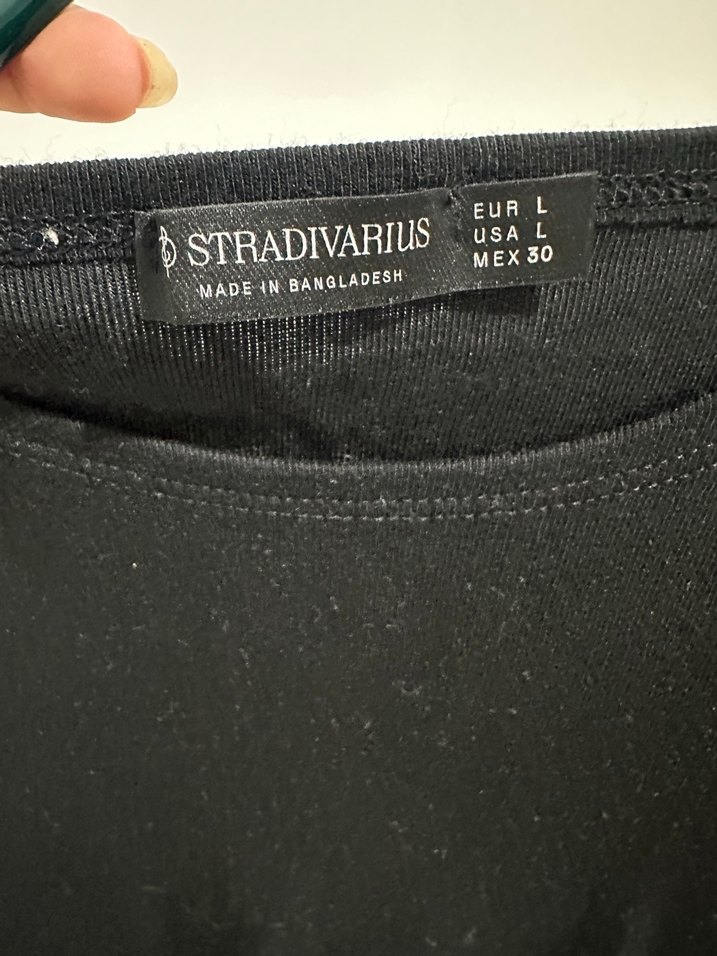 STRADIVARIUS
MADE IN BANGLADESH
EUR L
USA L
MEX 30